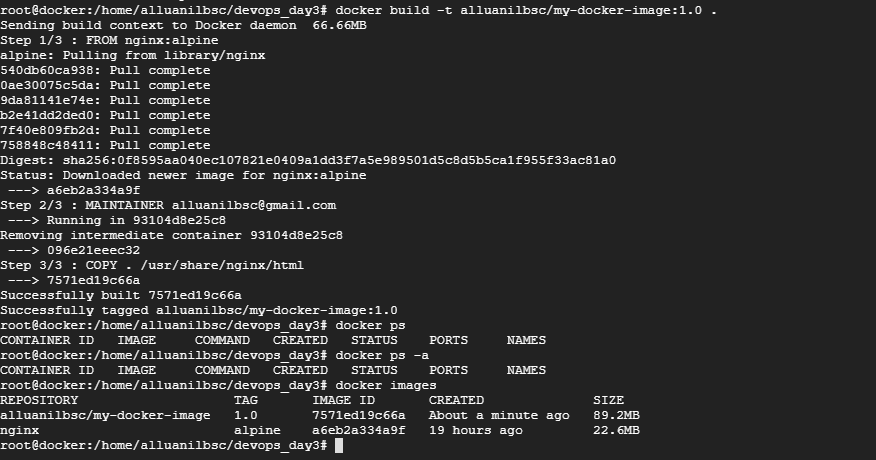 root@docker:/home/alluanilbsc/devops_day3# docker build -t alluanilbsc/my-docker-image:1.0 .
Sending build context to Docker daemon  66.66MB
Step 1/3 : FROM nginx:alpine
alpine: Pulling from library/nginx
540db60ca938: Pull complete
0ae30075c5da: Pull complete
9da81141e74e: Pull complete
b2e41dd2ded0: Pull complete
7f40e809fb2d: Pull complete
758848c48411: Pull complete
Digest: sha256:0f8595aa040ec107821e0409a1dd3f7a5e989501d5c8d5b5ca1f955f33ac81a0
Status: Downloaded newer image for nginx:alpine
 ---> a6eb2a334a9f
Step 2/3 : MAINTAINER alluanilbsc@gmail.com
 ---> Running in 93104d8e25c8
Removing intermediate container 93104d8e25c8
 ---> 096e21eeec32
Step 3/3 : COPY . /usr/share/nginx/html
 ---> 7571ed19c66a
Successfully built 7571ed19c66a
Successfully tagged alluanilbsc/my-docker-image:1.0
root@docker:/home/alluanilbsc/devops_day3# docker ps
CONTAINER ID   IMAGE     COMMAND   CREATED   STATUS    PORTS     NAMES
root@docker:/home/alluanilbsc/devops_day3# docker ps -a
CONTAINER ID   IMAGE     COMMAND   CREATED   STATUS    PORTS     NAMES
root@docker:/home/alluanilbsc/devops_day3# docker images
REPOSITORY                    TAG       IMAGE ID       CREATED              SIZE
alluanilbsc/my-docker-image   1.0       7571ed19c66a   About a minute ago   89.2MB
nginx                         alpine    a6eb2a334a9f   19 hours ago         22.6MB
root@docker:/home/alluanilbsc/devops_day3#